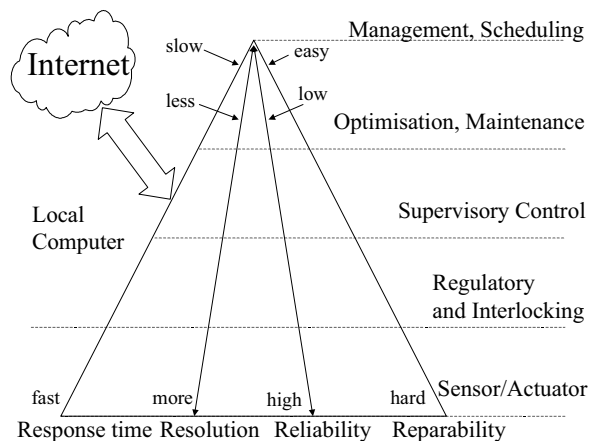 Management, Scheduling
slow
easy
Internet
less
low
Optimisation, Maintenance
Local
Computer
Supervisory Control
Regulatory
and Interlocking
fast
more
high
hard
Sensor/Actuator
Response time
Resolution
Reliability
Reparability